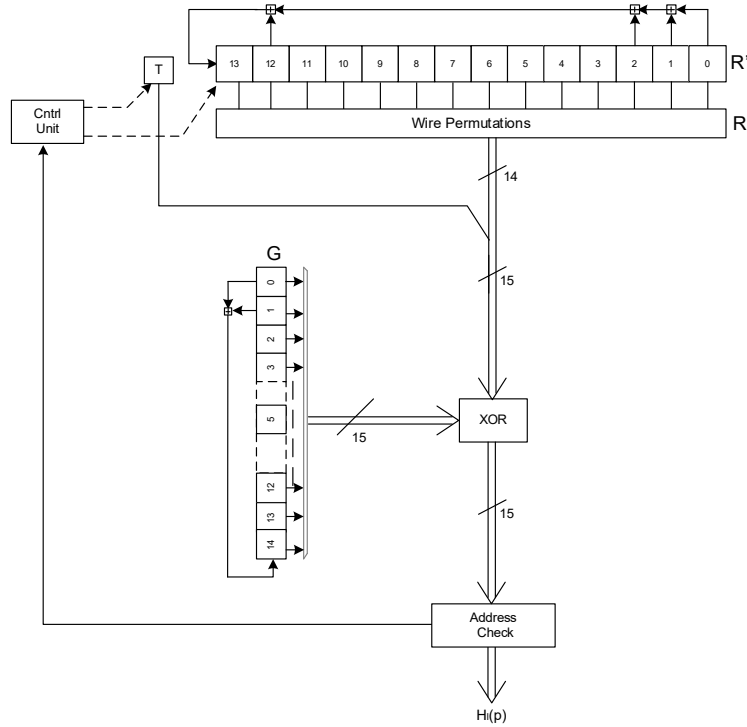 13 12 11 10 9 8 7 6 5 4 3 2 1 0
R'
T
Cntrl
Unit
Wire Permutations
R
14
15
G
0
1
2
3
5
12
13
14
15
XOR
15
Address
Check
Hl(p)